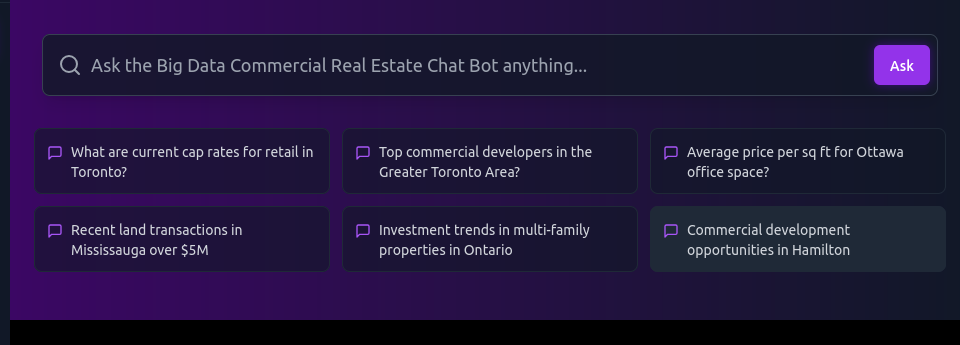 Ask the Big Data Commercial Real Estate Chat Bot anything...
Ask
What are current cap rates for retail in
Toronto?
Top commercial developers in the
Greater Toronto Area?
Average price per sq ft for Ottawa
office space?
Recent land transactions in
Mississauga over $5M
Investment trends in multi-family
properties in Ontario
Commercial development
opportunities in Hamilton